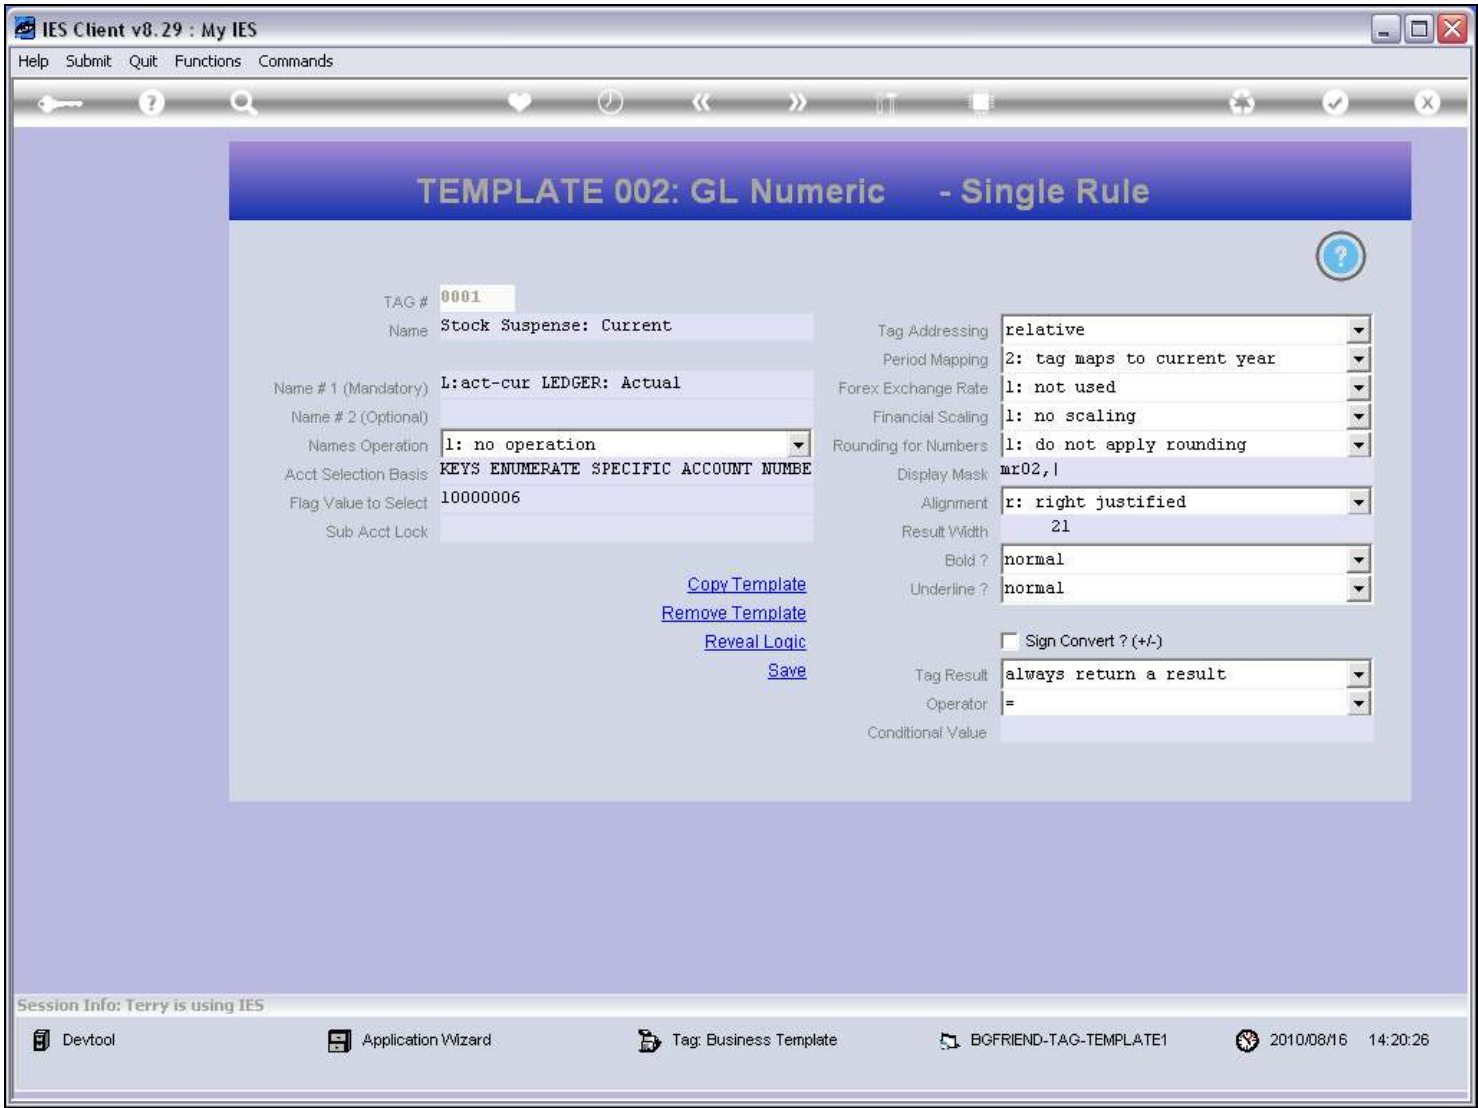 IES Client v8.29 : My IES
Help Submit Quit Functions Commands
TEMPLATE 002: GL Numeric - Single Rule
TAG # 0001
Name Stock Suspense: Current
Name # 1 (Mandatory) L:act-cur LEDGER: Actual
Name # 2 (Optional)
Names Operation 1: no operation
Acct Selection Basis KEYS ENUMERATE SPECIFIC ACCOUNT NUMBE
Flag Value to Select 10000006
Sub Acct Lock
Copy Template
Remove Template
Reveal Logic
Save
Tag Addressing relative
Period Mapping 2: tag maps to current year
Forex Exchange Rate 1: not used
Financial Scaling 1: no scaling
Rounding for Numbers 1: do not apply rounding
Display Mask mr02,|
Alignment r: right justified
Result Width 21
Bold ? normal
Underline ? normal
Sign Convert ? (+/-)
Tag Result always return a result
Operator =
Conditional Value
Session Info: Terry is using IES
Devtool Application Wizard Tag: Business Template BGFRIEND-TAG-TEMPLATE1 2010/08/16 14:20:26